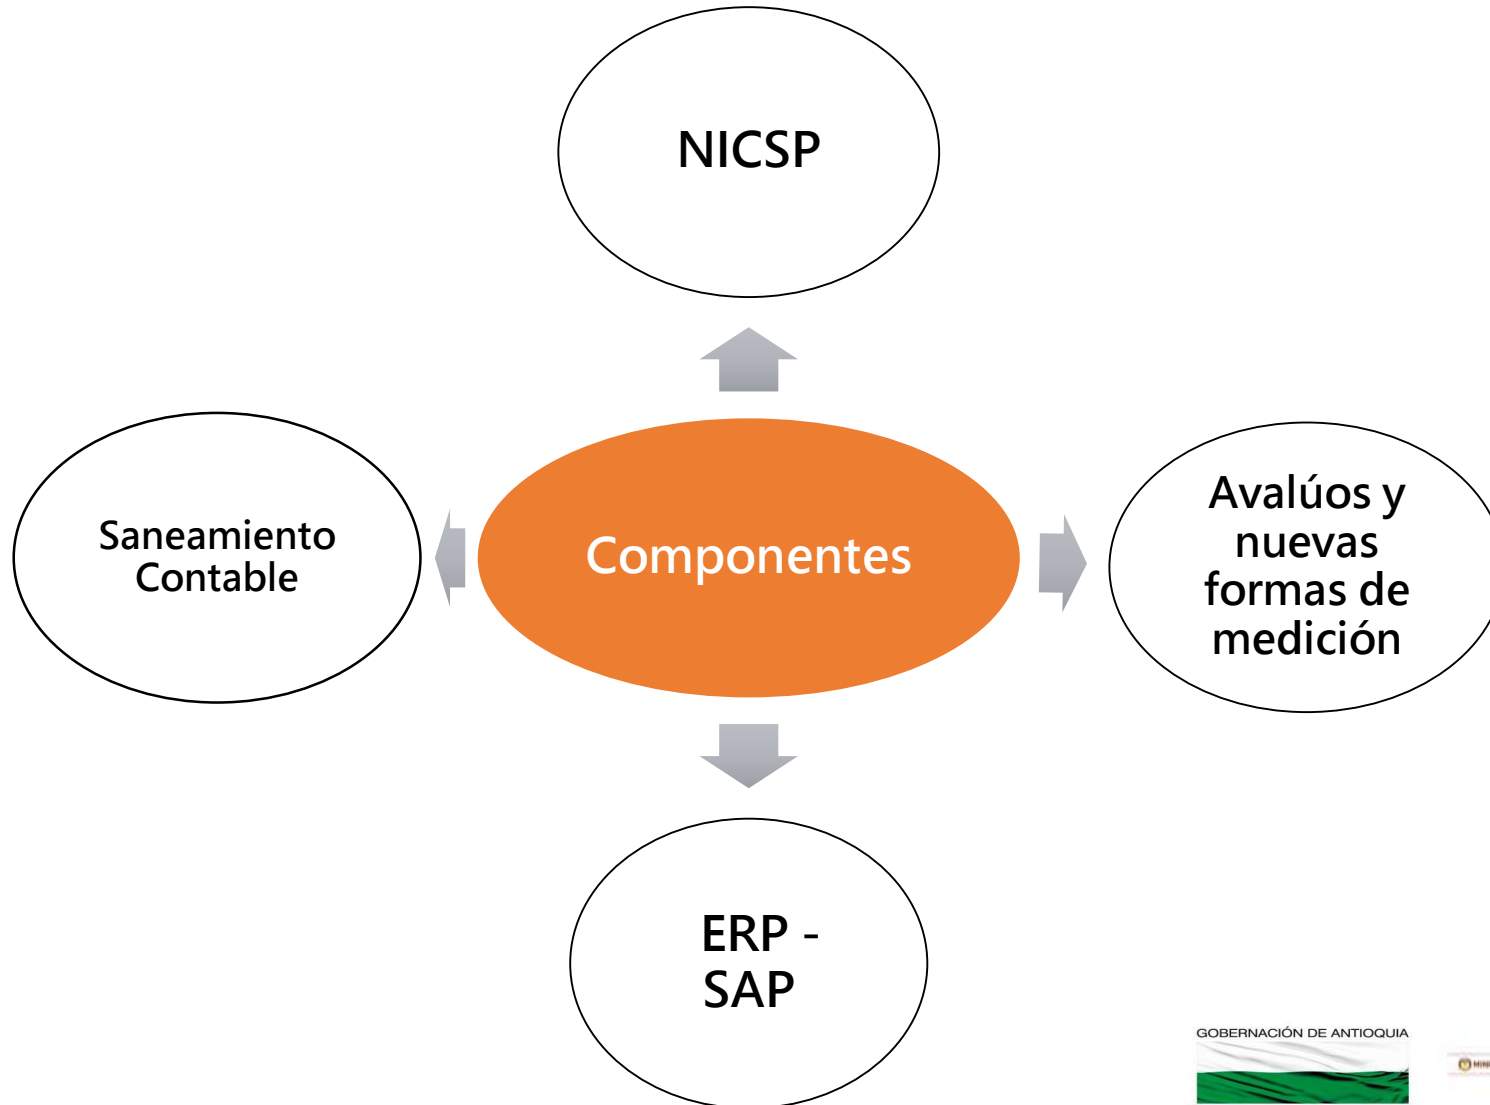 NICSP
Saneamiento
Contable
Componentes
Avalúos y
nuevas
formas de
medición
ERP -
SAP
GOBERNACIÓN DE ANTIOQUIA